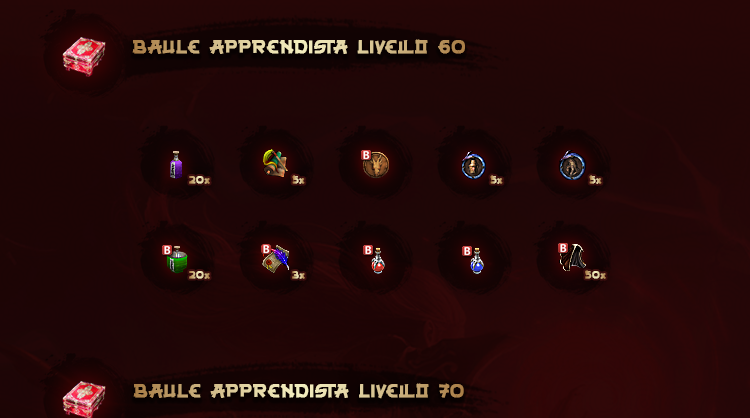 BAULE APPRENDISTA LIVELLO 60
20x
5x
B
5x
5x
B
20x
B
3x
B
B
B
50x
BAULE APPRENDISTA LIVELLO 70